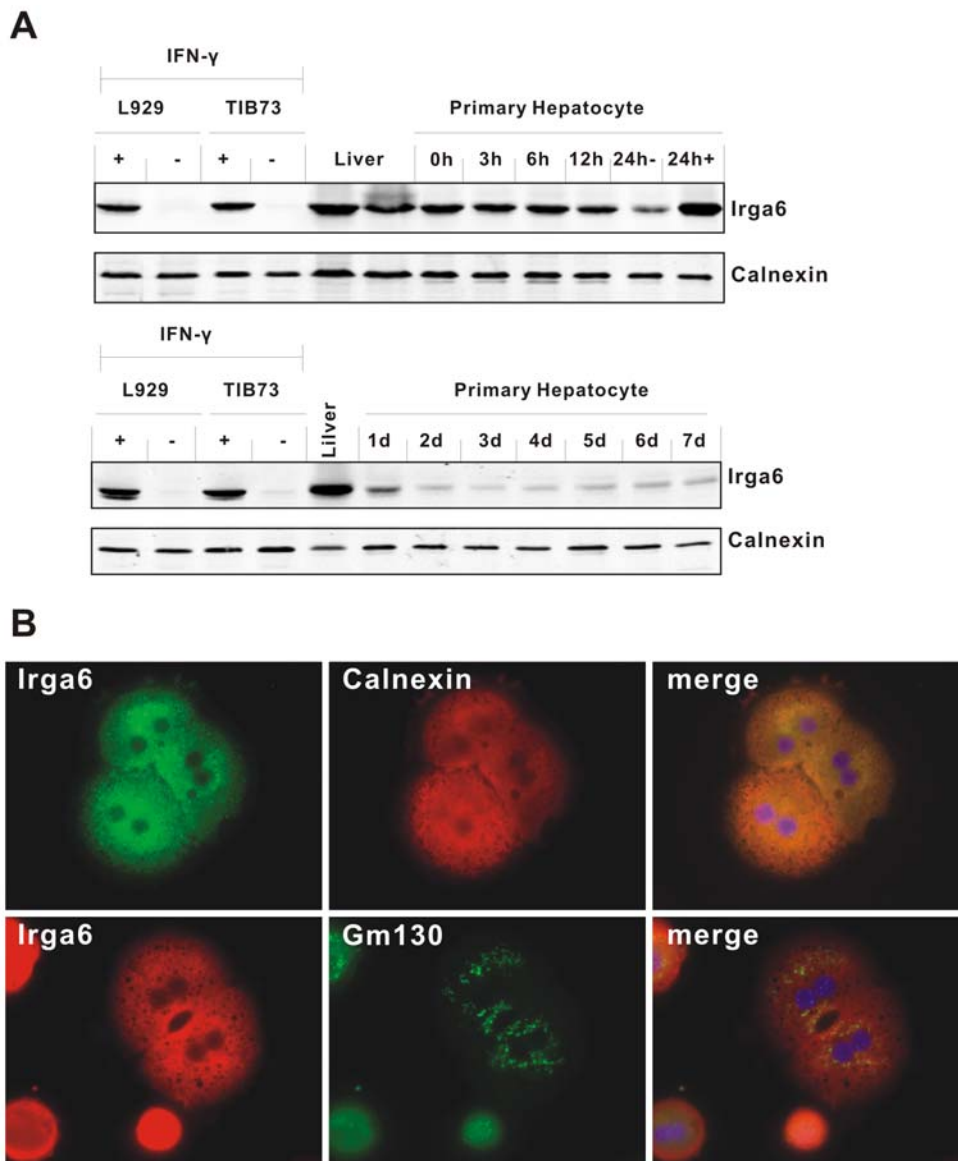 A
IFN-γ
L929 TIB73 Primary Hepatocyte
+ - + - Liver 0h 3h 6h 12h 24h- 24h+
Irga6
Calnexin
IFN-γ
L929 TIB73 Lilver Primary Hepatocyte
+ - + - 1d 2d 3d 4d 5d 6d 7d
Irga6
Calnexin
B
Irga6 Calnexin merge
Irga6 Gm130 merge